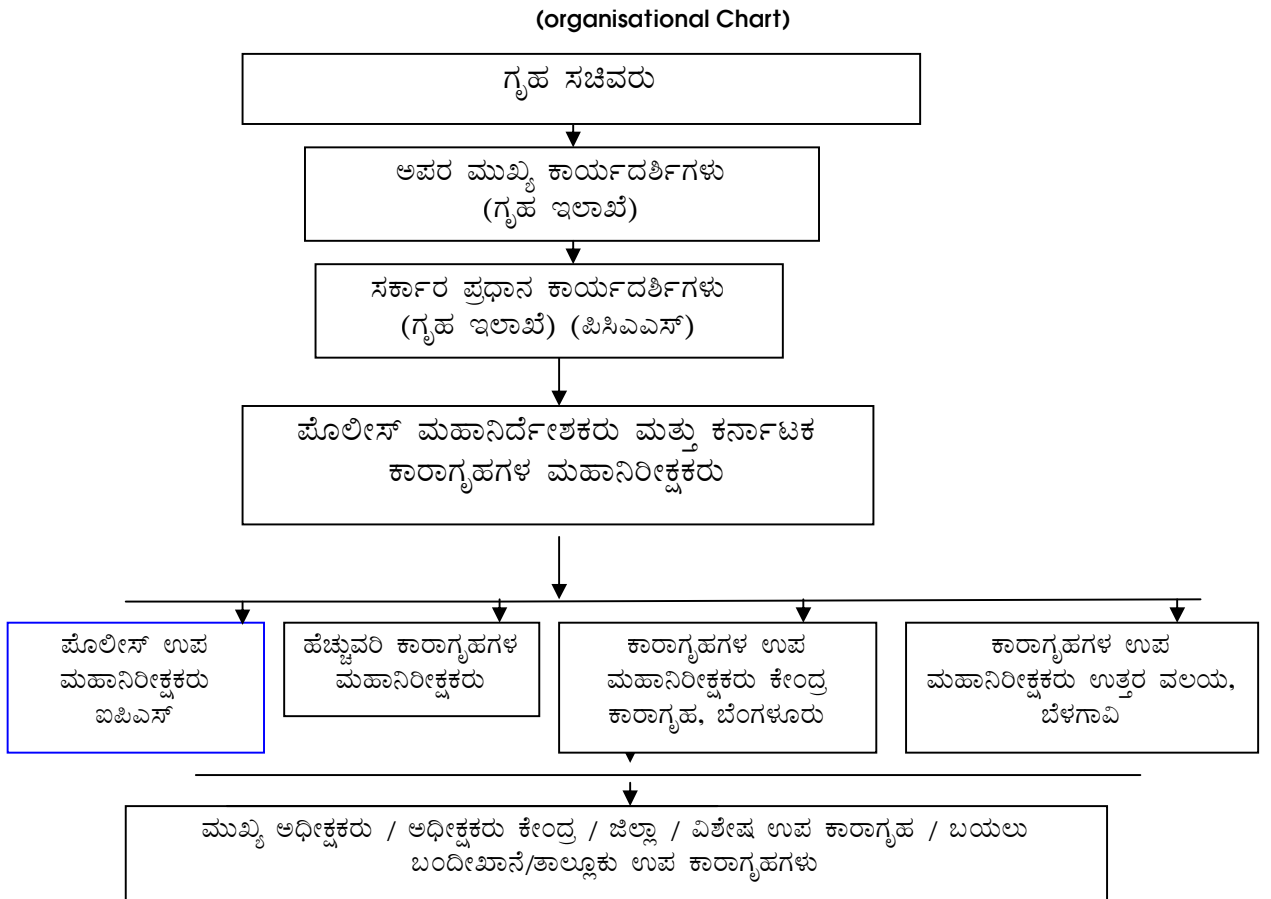 (organisational Chart)
ಗೃಹ ಸಚಿವರು
ಅಪರ ಮುಖ್ಯ ಕಾರ್ಯದರ್ಶಿಗಳು
(ಗೃಹ ಇಲಾಖೆ)
ಸರ್ಕಾರ ಪ್ರಧಾನ ಕಾರ್ಯದರ್ಶಿಗಳು
(ಗೃಹ ಇಲಾಖೆ) (ಪಿಸಿಎಎಸ್)
ಪೊಲೀಸ್ ಮಹಾನಿರ್ದೇಶಕರು ಮತ್ತು ಕರ್ನಾಟಕ
ಕಾರಾಗೃಹಗಳ ಮಹಾನಿರೀಕ್ಷಕರು
ಪೊಲೀಸ್ ಉಪ
ಮಹಾನಿರೀಕ್ಷಕರು
ಐಪಿಎಸ್
ಹೆಚ್ಚುವರಿ ಕಾರಾಗೃಹಗಳ
ಮಹಾನಿರೀಕ್ಷಕರು
ಕಾರಾಗೃಹಗಳ ಉಪ
ಮಹಾನಿರೀಕ್ಷಕರು ಕೇಂದ್ರ
ಕಾರಾಗೃಹ, ಬೆಂಗಳೂರು
ಕಾರಾಗೃಹಗಳ ಉಪ
ಮಹಾನಿರೀಕ್ಷಕರು ಉತ್ತರ ವಲಯ,
ಬೆಳಗಾವಿ
ಮುಖ್ಯ ಅಧೀಕ್ಷಕರು / ಅಧೀಕ್ಷಕರು ಕೇಂದ್ರ / ಜಿಲ್ಲಾ / ವಿಶೇಷ ಉಪ ಕಾರಾಗೃಹ / ಬಯಲು
ಬಂದೀಖಾನೆ/ತಾಲ್ಲೂಕು ಉಪ ಕಾರಾಗೃಹಗಳು